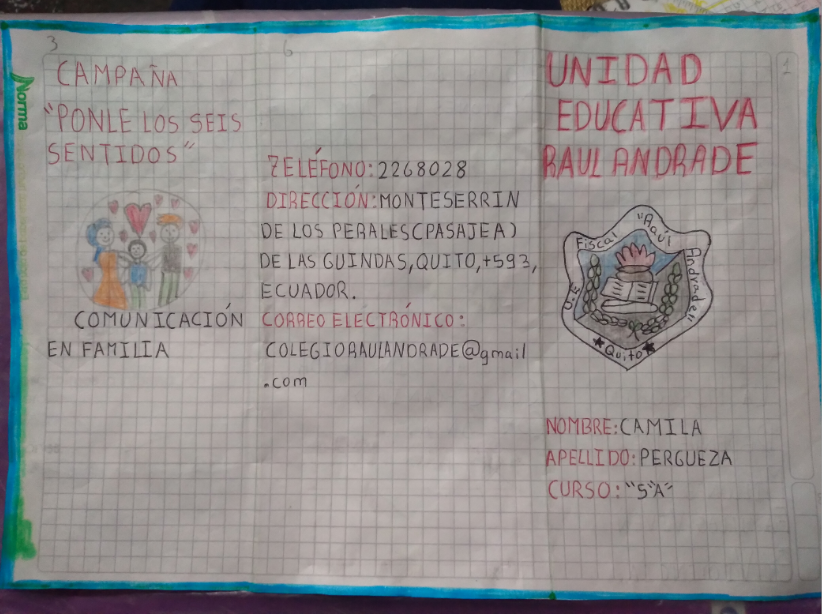 3
CAMPAÑA
"PONLE LOS SEIS
SENTIDOS"
COMUNICACIÓN
EN FAMILIA
6
TELÉFONO:2268028
DIRECCIÓN:MONTESERRIN
DE LOS PERALES(PASAJEA)
DE LAS GUINDAS,QUITO,+593,
ECUADOR.
CORREO ELECTRÓNICO:
COLEGIORAULANDRADE@gmail
.com
1
UNIDAD
EDUCATIVA
RAUL ANDRADE
U.E Fiscal "Raúl Andrade"
★Quito★
NOMBRE:CAMILA
APELLIDO:PERGUEZA
CURSO:"5"A"
Norma